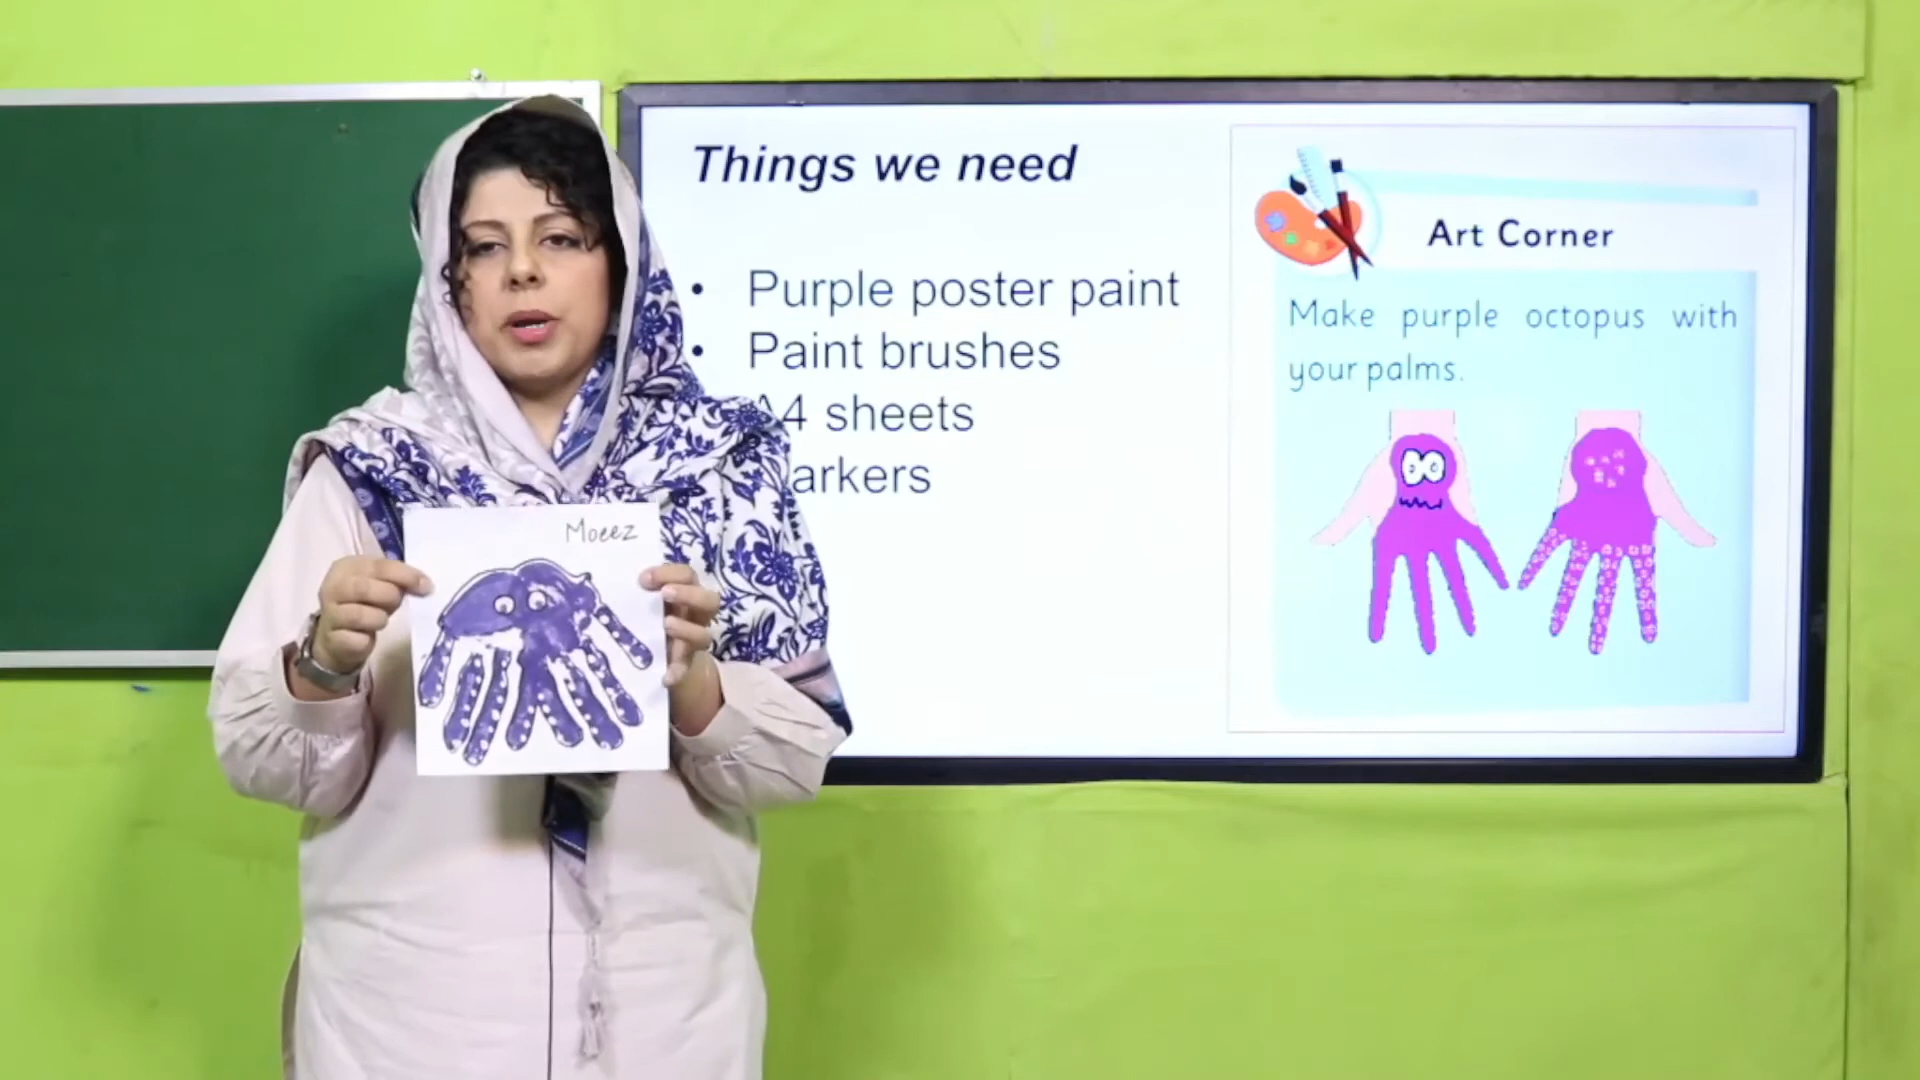 Things we need
• Purple poster paint
• Paint brushes
A4 sheets
arkers
Art Corner
Make purple octopus with
your palms.
Moeez